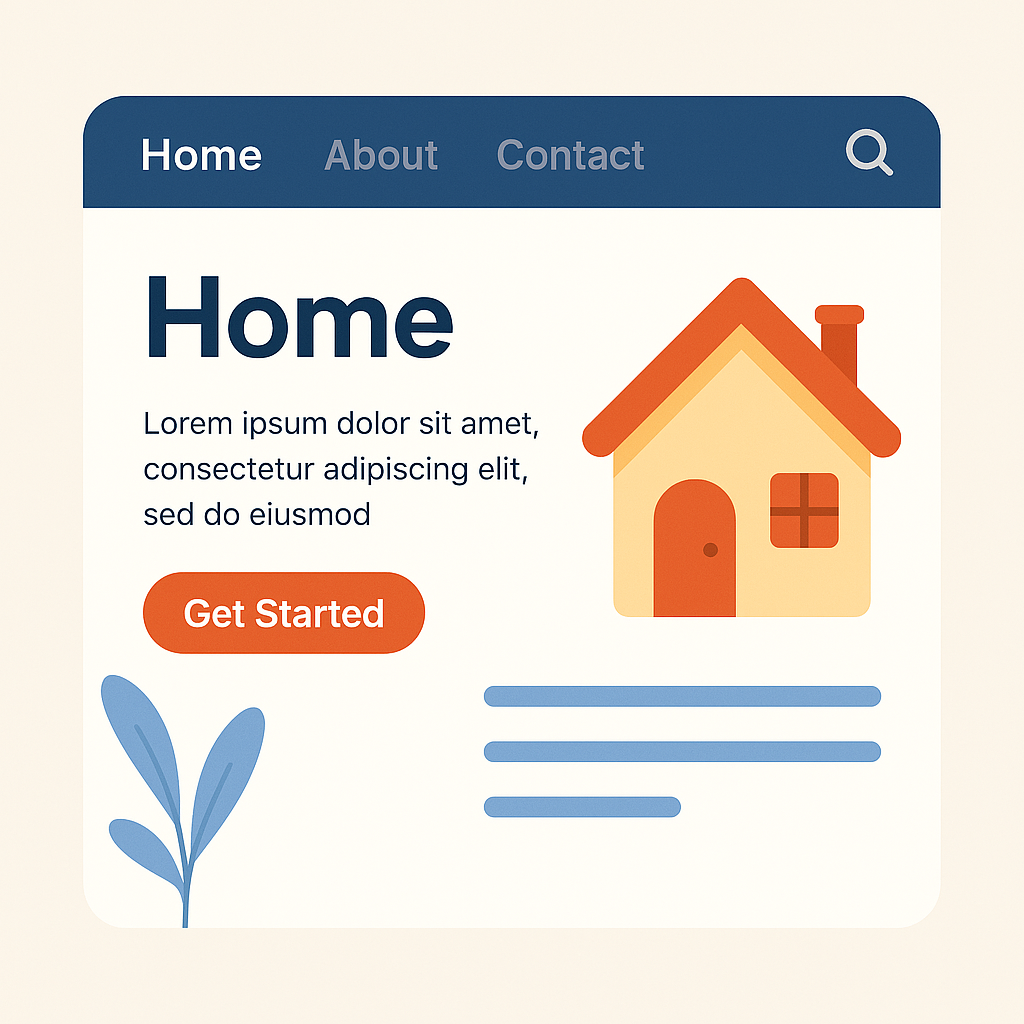 Home About Contact
Home
Lorem ipsum dolor sit amet,
consectetur adipiscing elit,
sed do eiusmod
Get Started